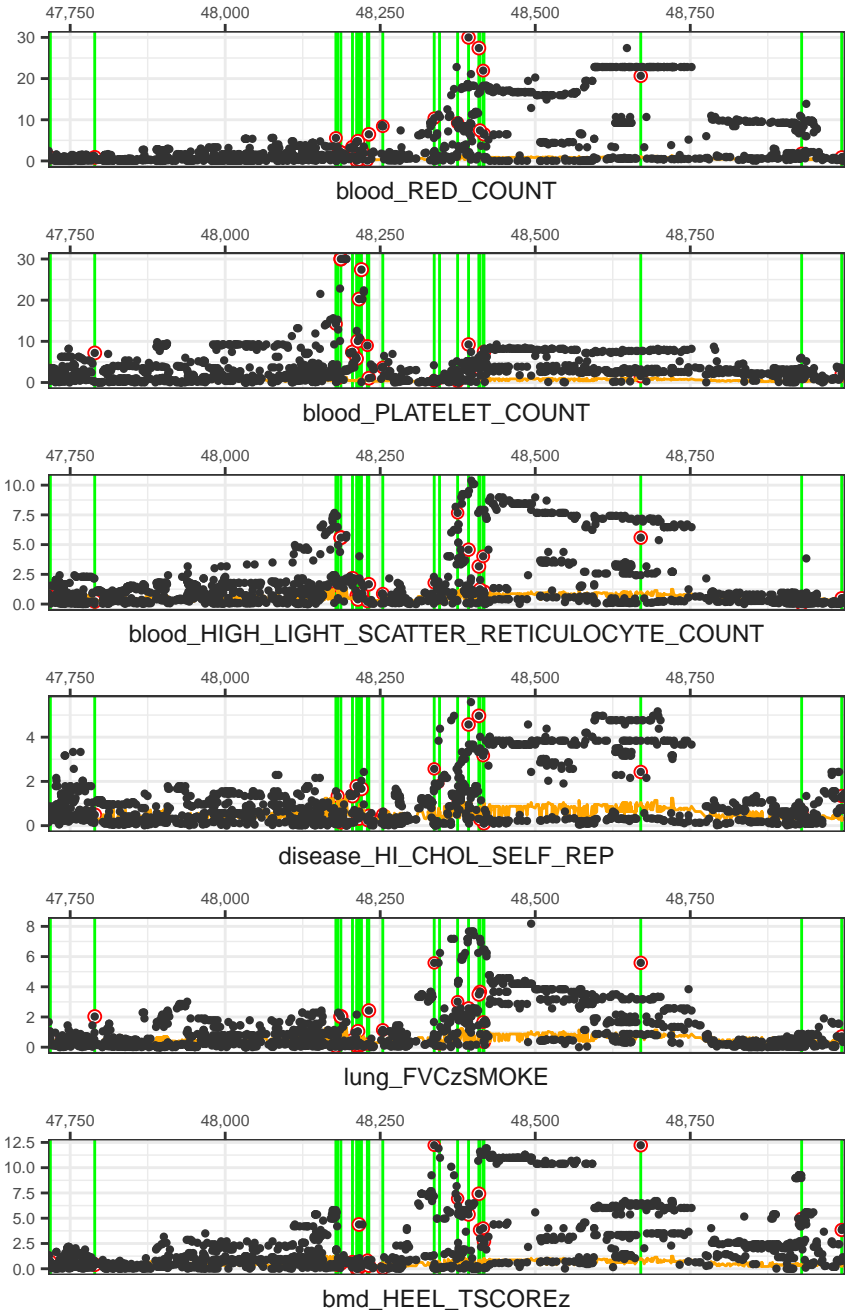 47,750 48,000 48,250 48,500 48,750
30
20
10
0
blood_RED_COUNT
47,750 48,000 48,250 48,500 48,750
30
20
10
0
blood_PLATELET_COUNT
47,750 48,000 48,250 48,500 48,750
10.0
7.5
5.0
2.5
0.0
blood_HIGH_LIGHT_SCATTER_RETICULOCYTE_COUNT
47,750 48,000 48,250 48,500 48,750
4
2
0
disease_HI_CHOL_SELF_REP
47,750 48,000 48,250 48,500 48,750
8
6
4
2
0
lung_FVCzSMOKE
47,750 48,000 48,250 48,500 48,750
12.5
10.0
7.5
5.0
2.5
0.0
bmd_HEEL_TSCOREz